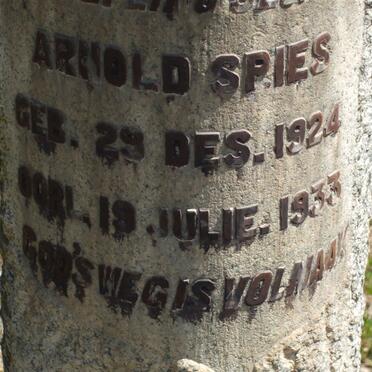 ARNOLD SPIES
GEB. 29 DES. 1924
OORL. 19 JULIE. 1933
GOD'S WEG IS VOLMAAK